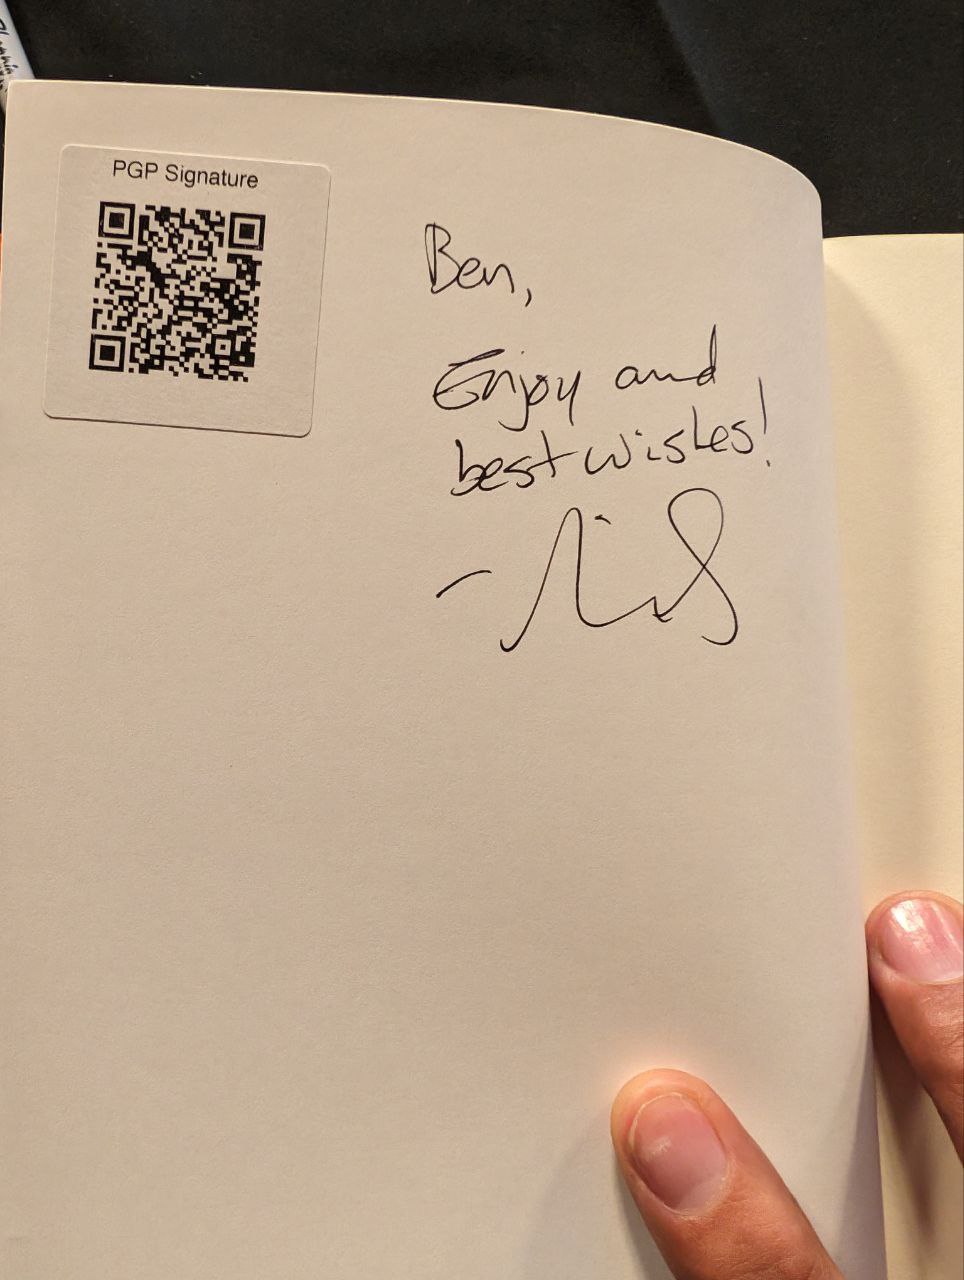 PGP Signature
Ben,
Enjoy and
best wishes!